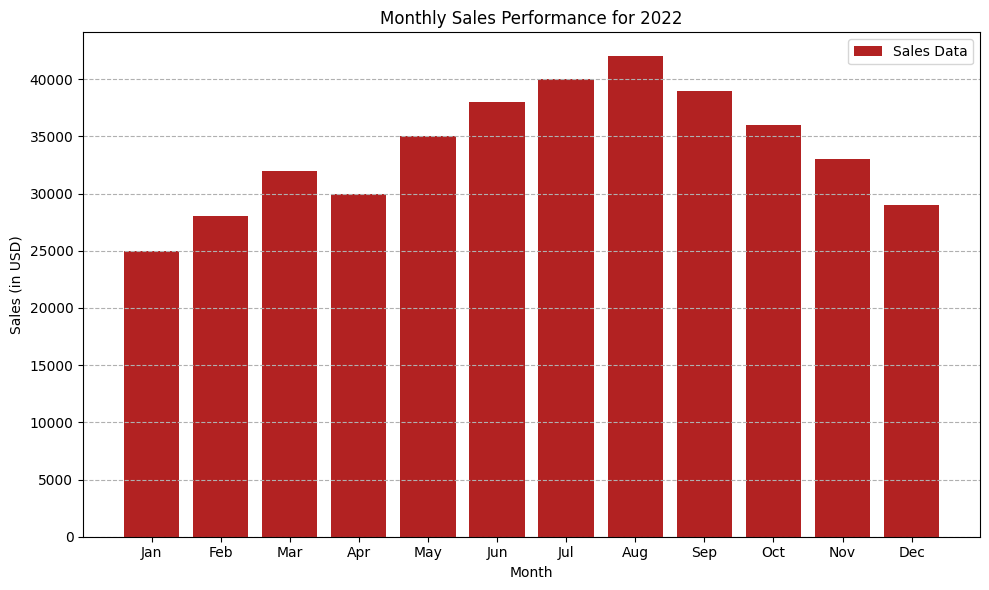 Monthly Sales Performance for 2022
Sales Data
Sales (in USD)
40000
35000
30000
25000
20000
15000
10000
5000
0
Jan Feb Mar Apr May Jun Jul Aug Sep Oct Nov Dec
Month